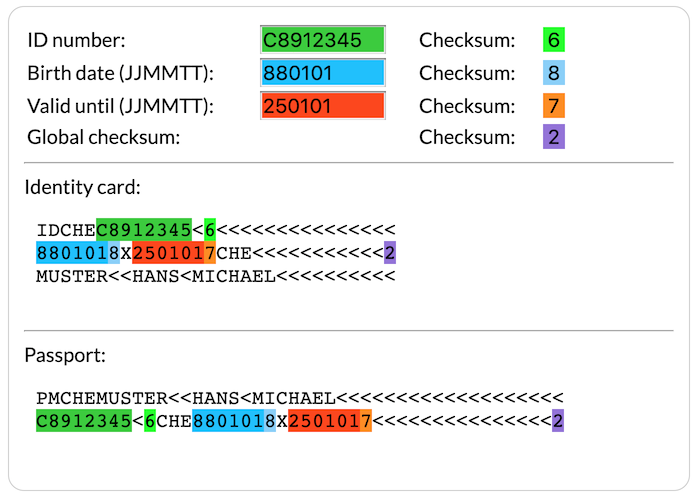 ID number: C8912345 Checksum: 6
Birth date (JJMMTT): 880101 Checksum: 8
Valid until (JJMMTT): 250101 Checksum: 7
Global checksum: Checksum: 2
Identity card:
IDCHEC8912345<6<<<<<<<<<<<<<<<
8801018X2501017CHE<<<<<<<<<<<2
MUSTER<<HANS<MICHAEL<<<<<<<<<<
Passport:
PMCHEMUSTER<<HANS<MICHAEL<<<<<<<<<<<<<<<<<<<
C8912345<6CHE8801018X2501017<<<<<<<<<<<<<<<2